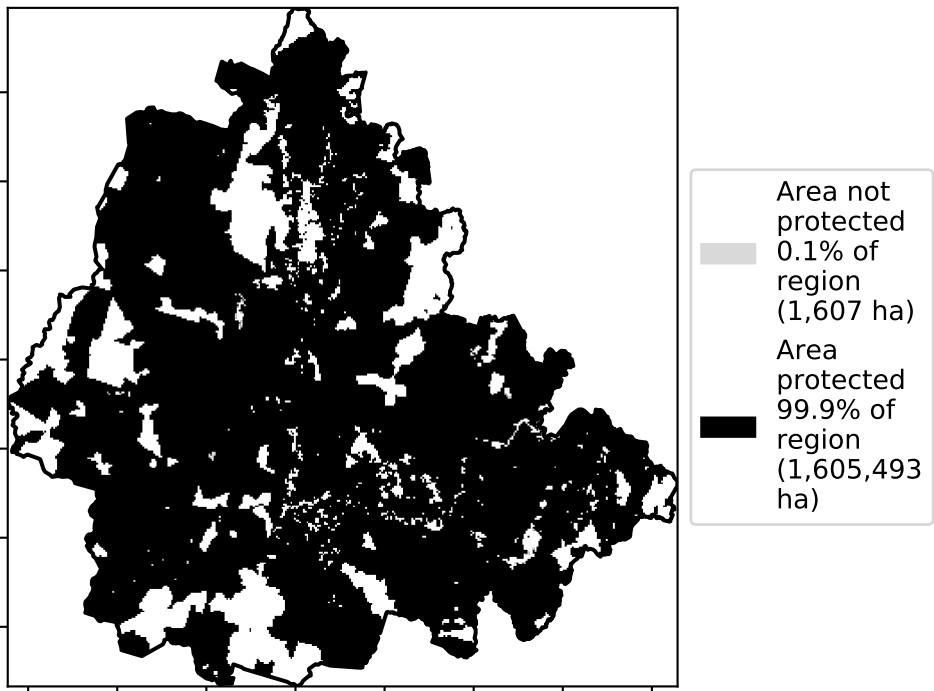 Area not
protected
0.1% of
region
(1,607 ha)
Area
protected
99.9% of
region
(1,605,493
ha)